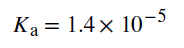 Kₐ = 1.4 × 10⁻⁵